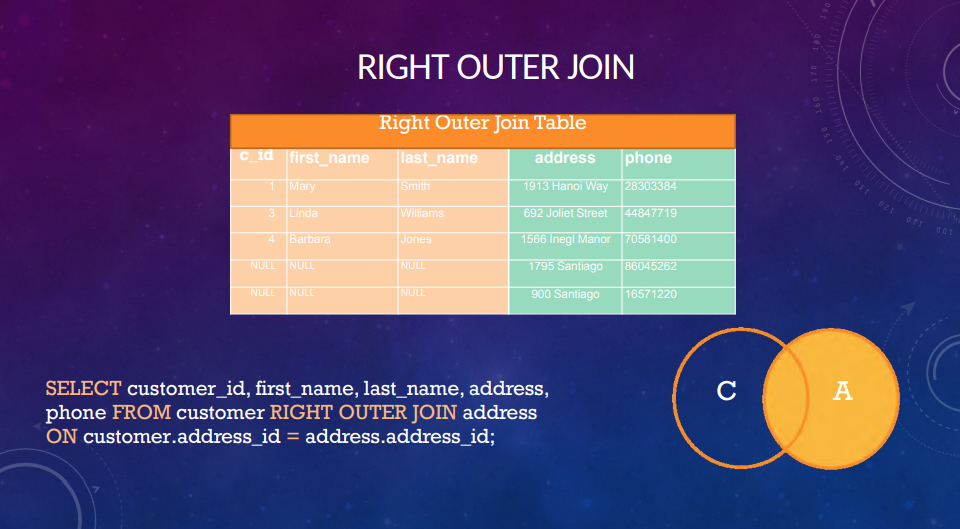 RIGHT OUTER JOIN
Right Outer Join Table
c_id first_name last_name address phone
1 Mary Smith 1913 Hanoi Way 28303384
3 Linda Williams 692 Joliet Street 44847719
4 Barbara Jones 1566 Inegl Manor 70581400
NULL NULL NULL 1795 Santiago 86045262
NULL NULL NULL 900 Santiago 16571220
SELECT customer_id, first_name, last_name, address,
phone FROM customer RIGHT OUTER JOIN address
ON customer.address_id = address.address_id;
C A